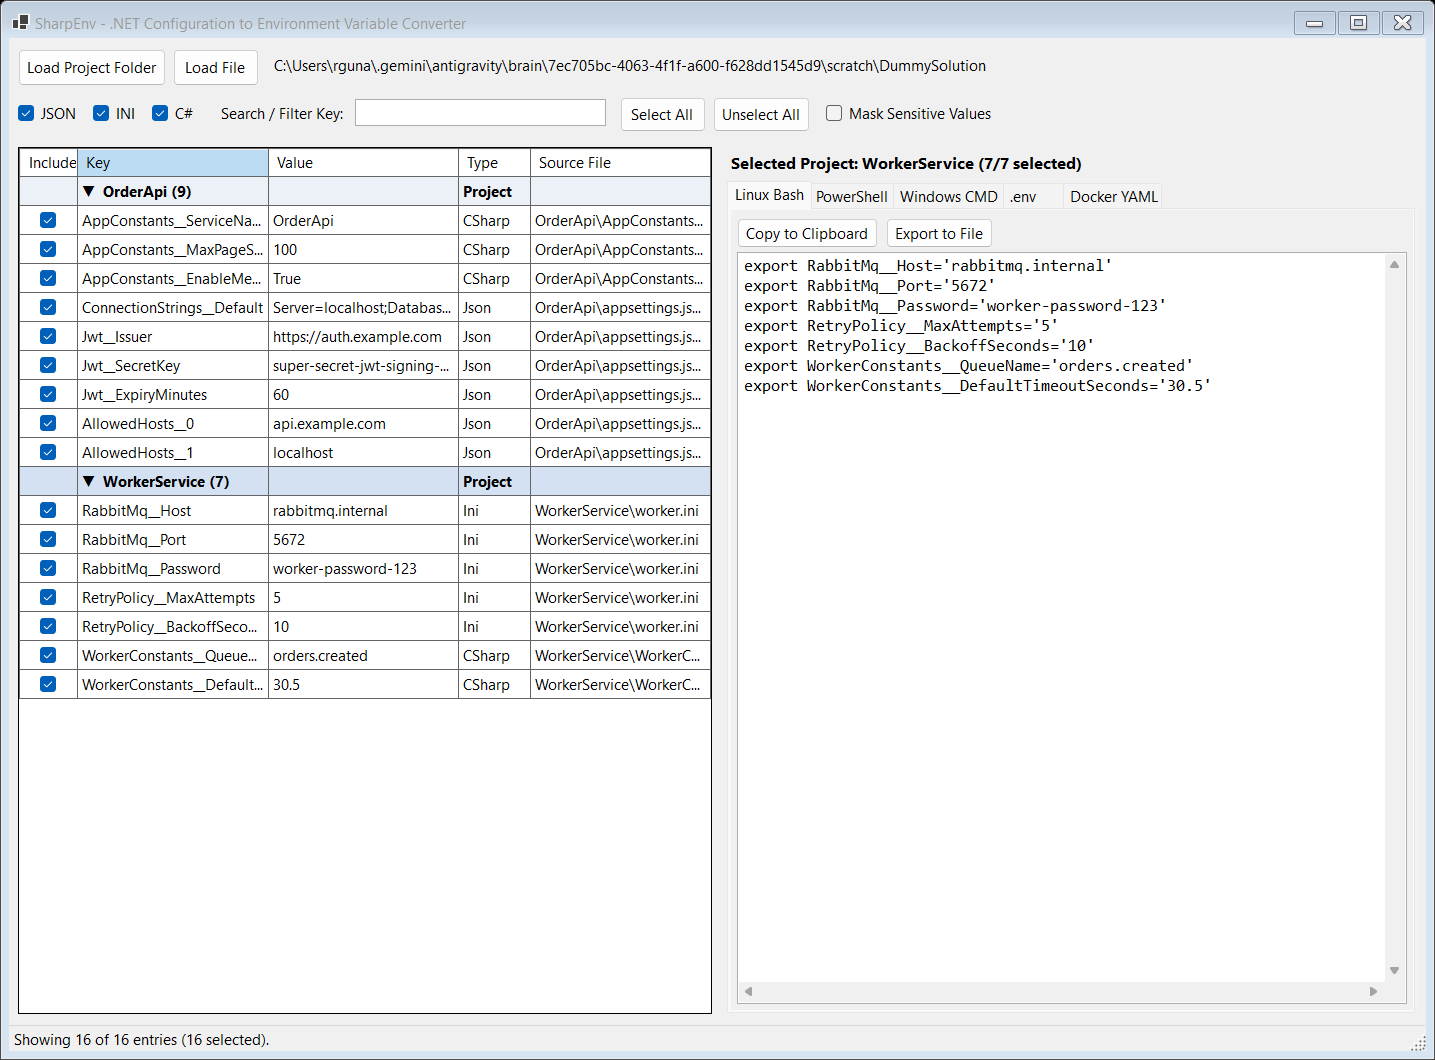 SharpEnv - .NET Configuration to Environment Variable Converter
Load Project Folder Load File C:\Users\rguna\.gemini\antigravity\brain\7ec705bc-4063-4f1f-a600-f628dd1545d9\scratch\DummySolution
JSON INI C# Search / Filter Key: Select All Unselect All Mask Sensitive Values
Include Key Value Type Source File
▼ OrderApi (9) Project
AppConstants__ServiceNa... OrderApi CSharp OrderApi\AppConstants...
AppConstants__MaxPageS... 100 CSharp OrderApi\AppConstants...
AppConstants__EnableMe... True CSharp OrderApi\AppConstants...
ConnectionStrings__Default Server=localhost;Databas... Json OrderApi\appsettings.js...
Jwt__Issuer https://auth.example.com Json OrderApi\appsettings.js...
Jwt__SecretKey super-secret-jwt-signing-... Json OrderApi\appsettings.js...
Jwt__ExpiryMinutes 60 Json OrderApi\appsettings.js...
AllowedHosts__0 api.example.com Json OrderApi\appsettings.js...
AllowedHosts__1 localhost Json OrderApi\appsettings.js...
▼ WorkerService (7) Project
RabbitMq__Host rabbitmq.internal Ini WorkerService\worker.ini
RabbitMq__Port 5672 Ini WorkerService\worker.ini
RabbitMq__Password worker-password-123 Ini WorkerService\worker.ini
RetryPolicy__MaxAttempts 5 Ini WorkerService\worker.ini
RetryPolicy__BackoffSeco... 10 Ini WorkerService\worker.ini
WorkerConstants__Queue... orders.created CSharp WorkerService\WorkerC...
WorkerConstants__Default... 30.5 CSharp WorkerService\WorkerC...
Selected Project: WorkerService (7/7 selected)
Linux Bash PowerShell Windows CMD .env Docker YAML
Copy to Clipboard Export to File
export RabbitMq__Host='rabbitmq.internal'
export RabbitMq__Port='5672'
export RabbitMq__Password='worker-password-123'
export RetryPolicy__MaxAttempts='5'
export RetryPolicy__BackoffSeconds='10'
export WorkerConstants__QueueName='orders.created'
export WorkerConstants__DefaultTimeoutSeconds='30.5'
Showing 16 of 16 entries (16 selected).